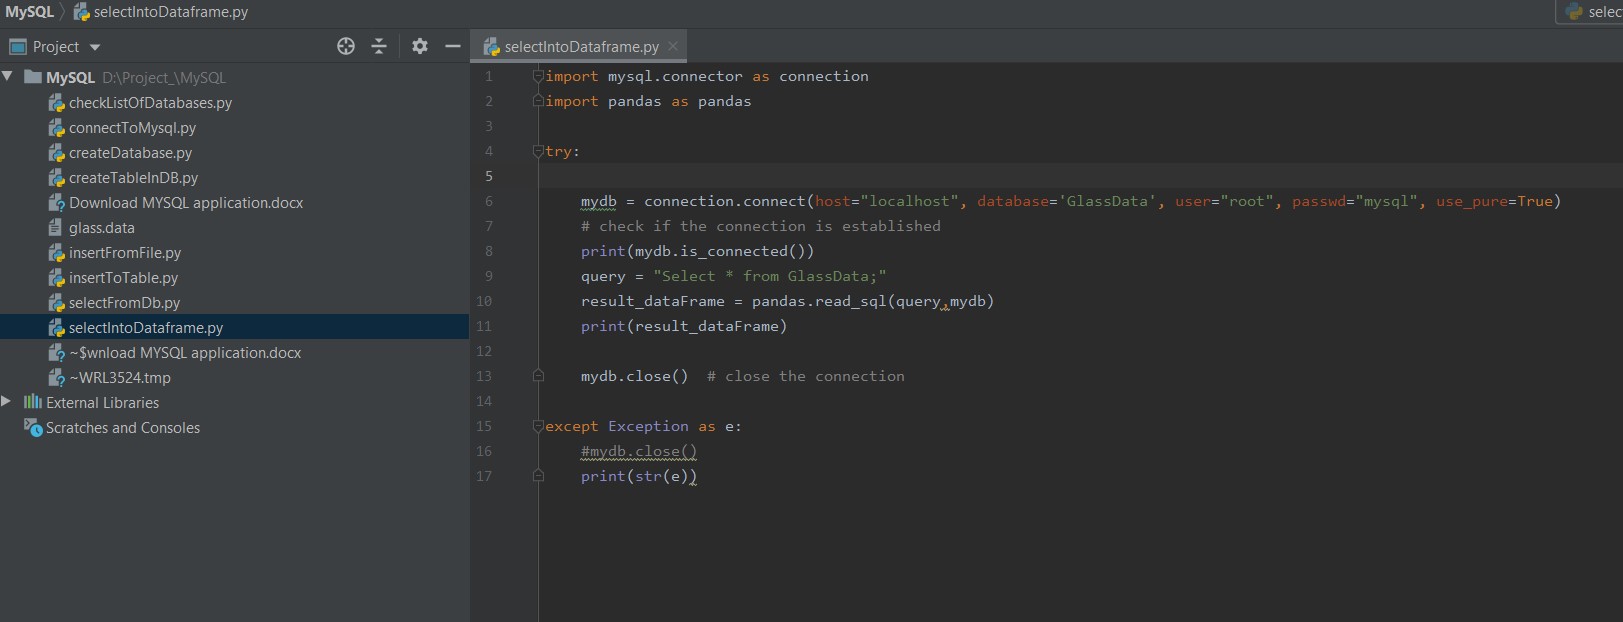 MySQL selectIntoDataframe.py
selec
Project
selectIntoDataframe.py
MySQL D:\Project_\MySQL
checkListOfDatabases.py
connectToMysql.py
createDatabase.py
createTableInDB.py
Download MYSQL application.docx
glass.data
insertFromFile.py
insertToTable.py
selectFromDb.py
selectIntoDataframe.py
~$wnload MYSQL application.docx
~WRL3524.tmp
External Libraries
Scratches and Consoles
1 import mysql.connector as connection
2 import pandas as pandas
3
4 try:
5
6 mydb = connection.connect(host="localhost", database='GlassData', user="root", passwd="mysql", use_pure=True)
7 # check if the connection is established
8 print(mydb.is_connected())
9 query = "Select * from GlassData;"
10 result_dataFrame = pandas.read_sql(query,mydb)
11 print(result_dataFrame)
12
13 mydb.close()  # close the connection
14
15 except Exception as e:
16 #mydb.close()
17 print(str(e))